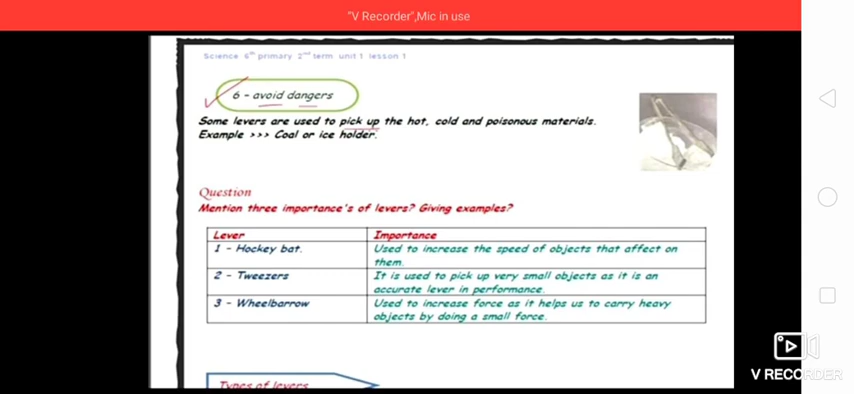 "V Recorder",Mic in use
Science 6th primary 2nd term unit 1 lesson 1
6 - avoid dangers
Some levers are used to pick up the hot, cold and poisonous materials.
Example >>> Coal or ice holder.
Question
Mention three importance's of levers? Giving examples?
Lever Importance
1 - Hockey bat. Used to increase the speed of objects that affect on
them.
2 - Tweezers It is used to pick up very small objects as it is an
accurate lever in performance.
3 - Wheelbarrow Used to increase force as it helps us to carry heavy
objects by doing a small force.
Types of levers
V RECORDER